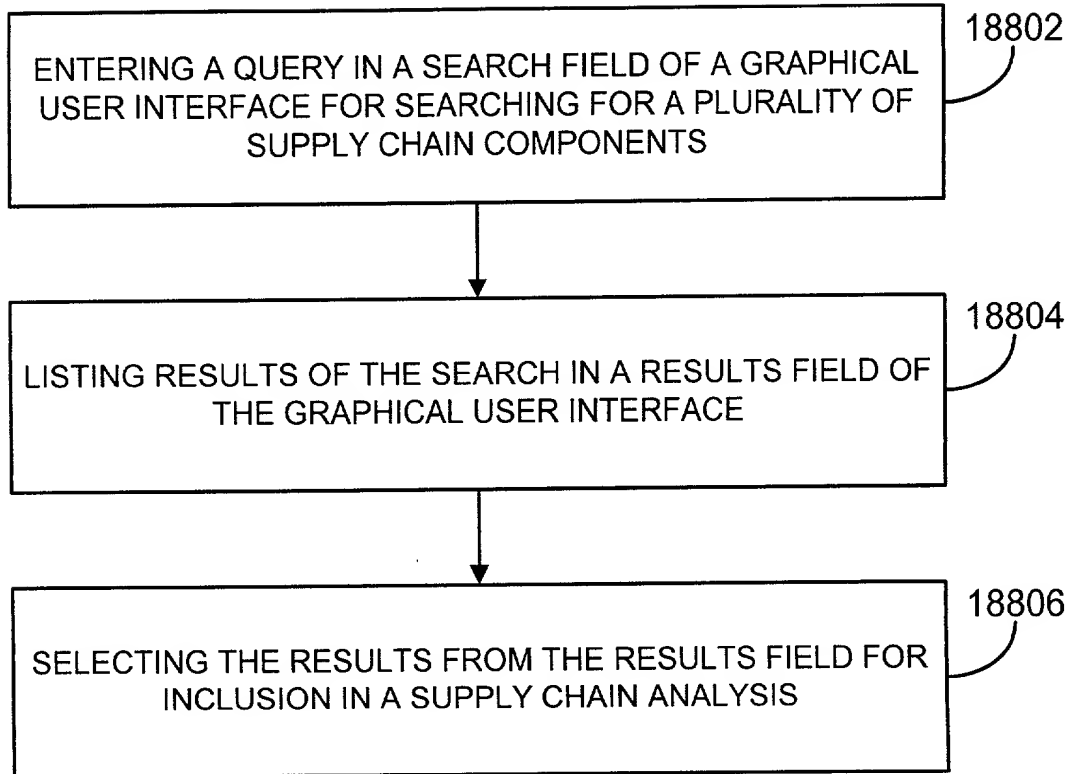 18802
ENTERING A QUERY IN A SEARCH FIELD OF A GRAPHICAL
USER INTERFACE FOR SEARCHING FOR A PLURALITY OF
SUPPLY CHAIN COMPONENTS
18804
LISTING RESULTS OF THE SEARCH IN A RESULTS FIELD OF
THE GRAPHICAL USER INTERFACE
18806
SELECTING THE RESULTS FROM THE RESULTS FIELD FOR
INCLUSION IN A SUPPLY CHAIN ANALYSIS